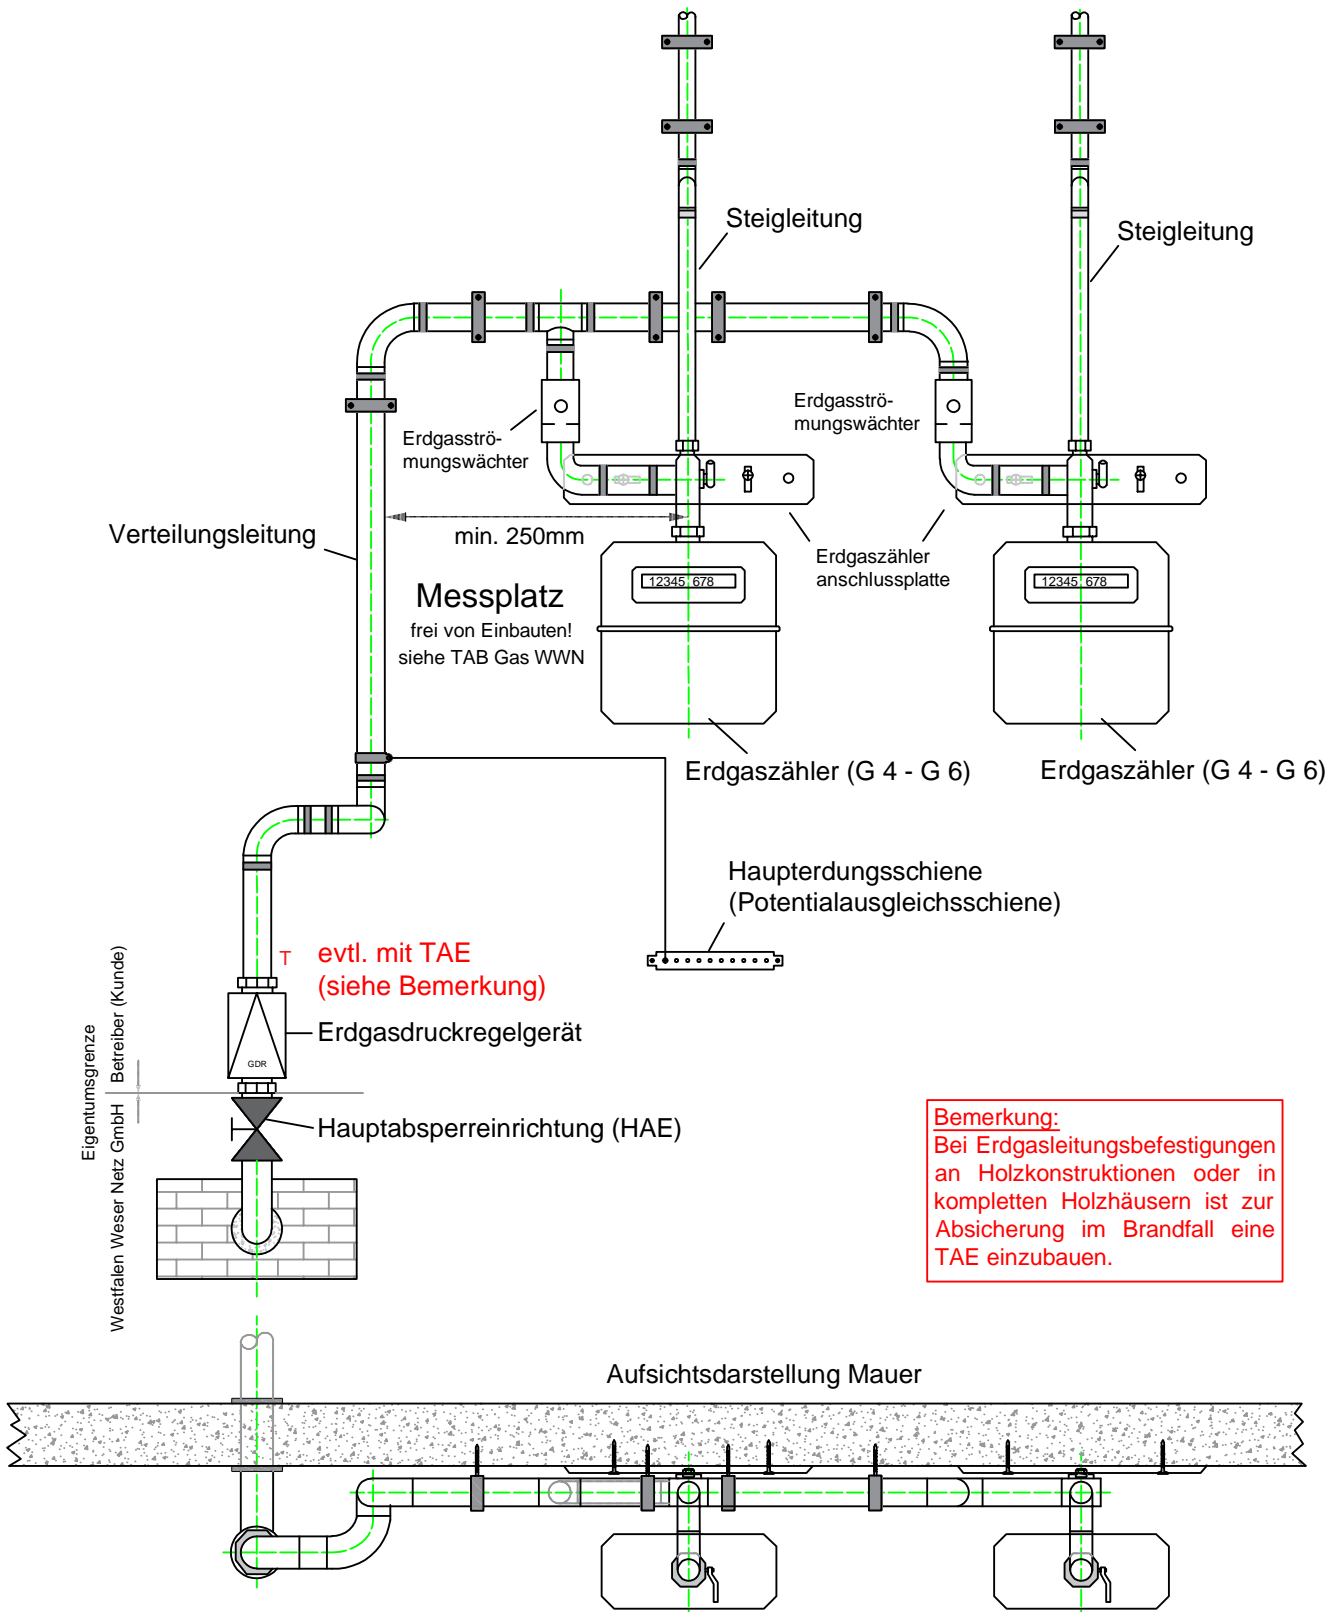 Steigleitung
Steigleitung
Erdgasströ-
mungswächter
Erdgasströ-
mungswächter
Verteilungsleitung
min. 250mm
Erdgaszähler
anschlussplatte
Messplatz
frei von Einbauten!
siehe TAB Gas WWN
12345 678
12345 678
Erdgaszähler (G 4 - G 6)
Erdgaszähler (G 4 - G 6)
Haupterdungsschiene
(Potentialausgleichsschiene)
T
evtl. mit TAE
(siehe Bemerkung)
Erdgasdruckregelgerät
GDR
Eigentumsgrenze
Betreiber (Kunde)
Westfalen Weser Netz GmbH
Hauptabsperreinrichtung (HAE)
Bemerkung:
Bei Erdgasleitungsbefestigungen
an Holzkonstruktionen oder in
kompletten Holzhäusern ist zur
Absicherung im Brandfall eine
TAE einzubauen.
Aufsichtsdarstellung Mauer